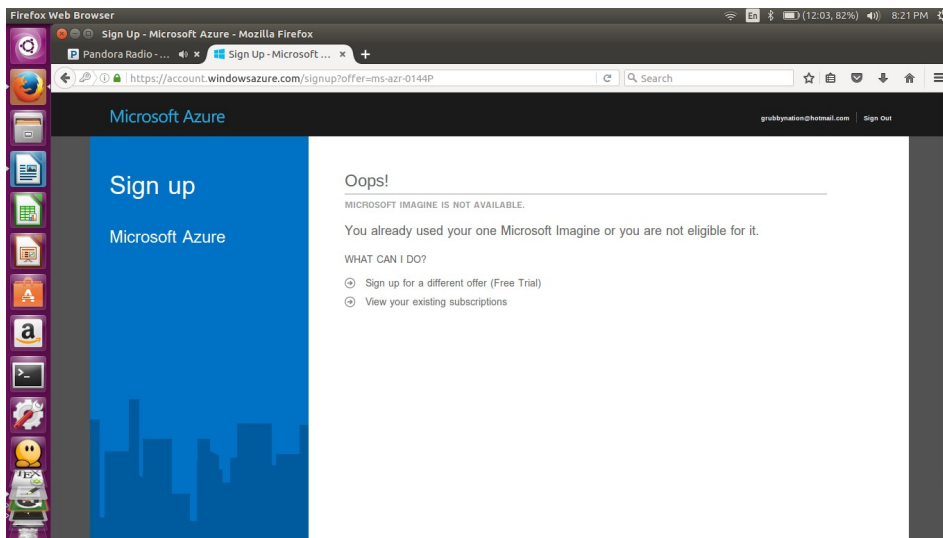 Firefox Web Browser
En
(12:03, 82%)
8:21 PM
Sign Up - Microsoft Azure - Mozilla Firefox
Pandora Radio - ...
Sign Up - Microsoft ...
https://account.windowsazure.com/signup?offer=ms-azr-0144P
Search
Microsoft Azure
grubbynation@hotmail.com
Sign Out
Sign up
Microsoft Azure
Oops!
MICROSOFT IMAGINE IS NOT AVAILABLE.
You already used your one Microsoft Imagine or you are not eligible for it.
WHAT CAN I DO?
Sign up for a different offer (Free Trial)
View your existing subscriptions